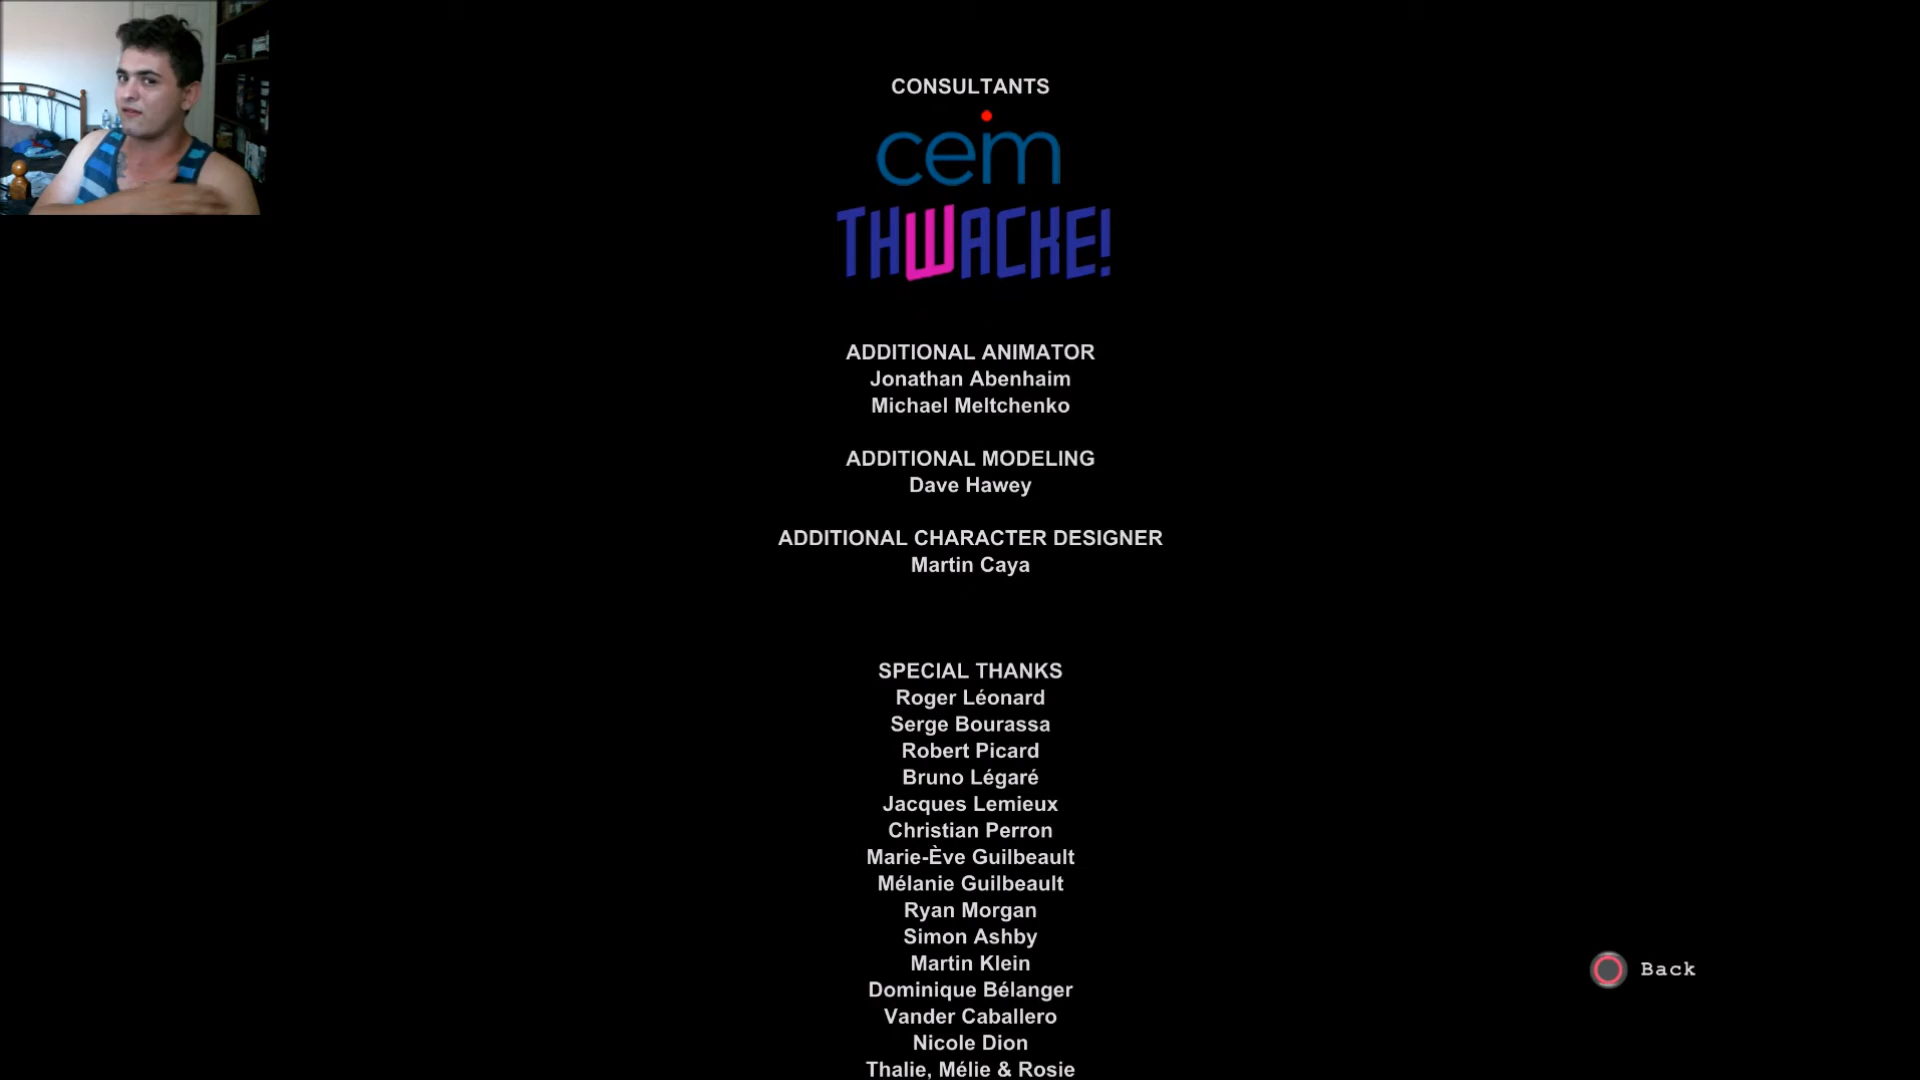 CONSULTANTS
cem
THWACKE!
ADDITIONAL ANIMATOR
Jonathan Abenhaim
Michael Meltchenko
ADDITIONAL MODELING
Dave Hawey
ADDITIONAL CHARACTER DESIGNER
Martin Caya
SPECIAL THANKS
Roger Léonard
Serge Bourassa
Robert Picard
Bruno Légaré
Jacques Lemieux
Christian Perron
Marie-Ève Guilbeault
Mélanie Guilbeault
Ryan Morgan
Simon Ashby
Martin Klein
Dominique Bélanger
Vander Caballero
Nicole Dion
Thalie, Mélie & Rosie
Back